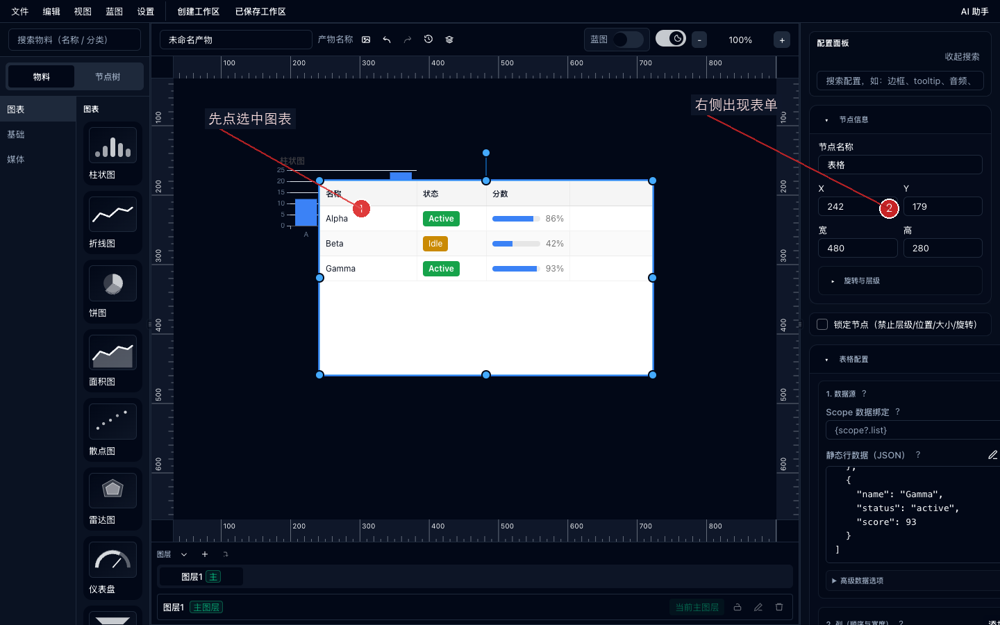 文件 编辑 视图 蓝图 设置 创建工作区 已保存工作区 AI 助手
搜索物料（名称 / 分类）
物料 节点树
图表
基础
媒体
图表
柱状图
折线图
饼图
面积图
散点图
雷达图
仪表盘
未命名产物 产物名称 蓝图 - 100% +
100 200 300 400 500 600 700 800
100
200
300
400
500
600
100
200
300
400
500
600
先点选中图表
右侧出现表单
柱状图
25
20
15
10
5
0
A
名称 状态 分数
1
Alpha Active 86%
Beta Idle 42%
Gamma Active 93%
100 200 300 400 500 600 700 800
图层
图层1 主
图层1 主图层 当前主图层
配置面板
收起搜索
搜索配置，如：边框、tooltip、音频、
节点信息
节点名称
表格
X Y
242 2 179
宽 高
480 280
旋转与层级
锁定节点（禁止层级/位置/大小/旋转）
表格配置
1. 数据源 ?
Scope 数据绑定 ?
{scope?.list}
静态行数据（JSON） ?
},
{
"name": "Gamma",
"status": "active",
"score": 93
}
]
高级数据选项
2. 列（顺序与宽度） ?